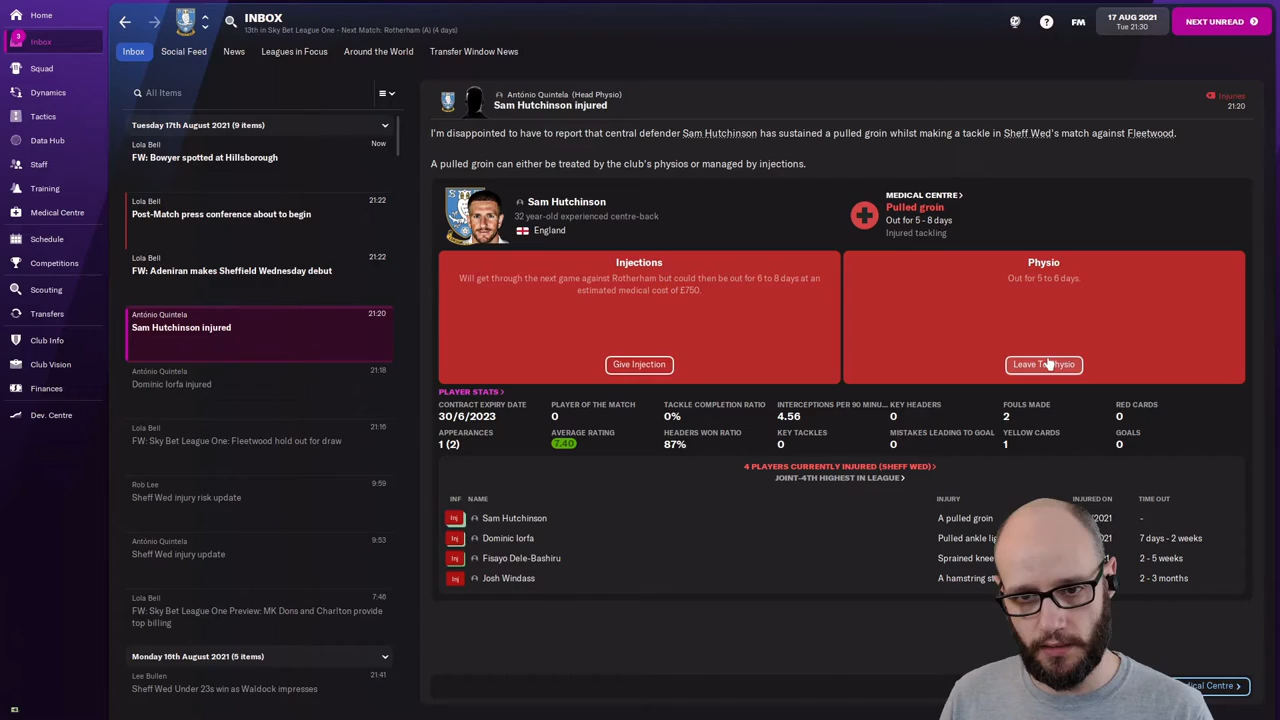 INBOX
13th in Sky Bet League One - Next Match: Rotherham (A) (4 days)
FM
17 AUG 2021
Tue 21:30
NEXT UNREAD
Home
3
Inbox
Squad
Dynamics
Tactics
Data Hub
Staff
Training
Medical Centre
Schedule
Competitions
Scouting
Transfers
Club Info
Club Vision
Finances
Dev. Centre
Inbox
Social Feed
News
Leagues in Focus
Around the World
Transfer Window News
All Items
Tuesday 17th August 2021 (9 items)
Lola Bell
Now
FW: Bowyer spotted at Hillsborough
Lola Bell
21:22
Post-Match press conference about to begin
Lola Bell
21:22
FW: Adeniran makes Sheffield Wednesday debut
António Quintela
21:20
Sam Hutchinson injured
António Quintela
21:18
Dominic Iorfa injured
Lola Bell
21:16
FW: Sky Bet League One: Fleetwood hold out for draw
Rob Lee
9:59
Sheff Wed injury risk update
António Quintela
9:53
Sheff Wed injury update
Lola Bell
7:46
FW: Sky Bet League One Preview: MK Dons and Charlton provide
top billing
Monday 16th August 2021 (5 items)
Lee Bullen
21:41
Sheff Wed Under 23s win as Waldock impresses
António Quintela (Head Physio)
Sam Hutchinson injured
Injuries
21:20
I'm disappointed to have to report that central defender Sam Hutchinson has sustained a pulled groin whilst making a tackle in Sheff Wed's match against Fleetwood.
A pulled groin can either be treated by the club's physios or managed by injections.
Sam Hutchinson
32 year-old experienced centre-back
England
MEDICAL CENTRE
Pulled groin
Out for 5 - 8 days
Injured tackling
Injections
Will get through the next game against Rotherham but could then be out for 6 to 8 days at an
estimated medical cost of £750.
Give Injection
Physio
Out for 5 to 6 days.
Leave To Physio
PLAYER STATS
CONTRACT EXPIRY DATE
30/6/2023
PLAYER OF THE MATCH
0
TACKLE COMPLETION RATIO
0%
INTERCEPTIONS PER 90 MINU...
4.56
KEY HEADERS
0
FOULS MADE
2
RED CARDS
0
APPEARANCES
1 (2)
AVERAGE RATING
7.40
HEADERS WON RATIO
87%
KEY TACKLES
0
MISTAKES LEADING TO GOAL
0
YELLOW CARDS
1
GOALS
0
4 PLAYERS CURRENTLY INJURED (SHEFF WED)
JOINT-4TH HIGHEST IN LEAGUE
INF NAME INJURY INJURED ON TIME OUT
Inj Sam Hutchinson A pulled groin /2021 -
Inj Dominic Iorfa Pulled ankle 2021 7 days - 2 weeks
Inj Fisayo Dele-Bashiru Sprained knee 2 - 5 weeks
Inj Josh Windass A hamstring 2 - 3 months
Centre